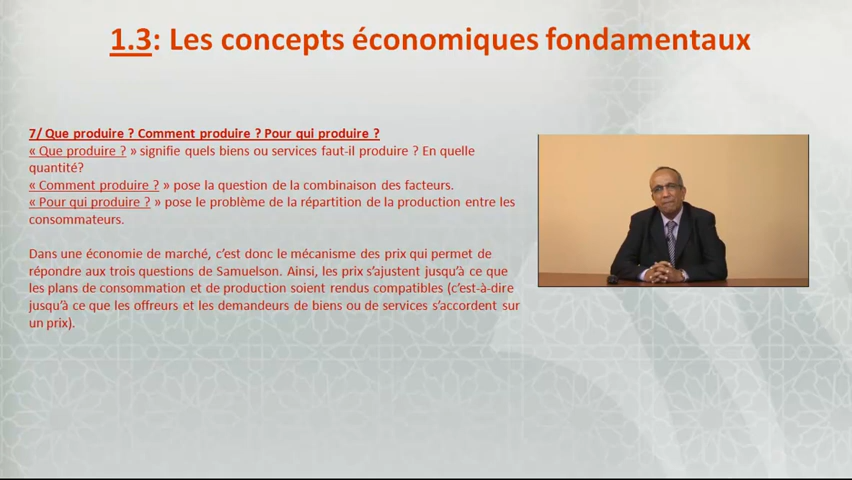 1.3: Les concepts économiques fondamentaux
7/ Que produire ? Comment produire ? Pour qui produire ?
« Que produire ? » signifie quels biens ou services faut-il produire ? En quelle
quantité?
« Comment produire ? » pose la question de la combinaison des facteurs.
« Pour qui produire ? » pose le problème de la répartition de la production entre les
consommateurs.
Dans une économie de marché, c’est donc le mécanisme des prix qui permet de
répondre aux trois questions de Samuelson. Ainsi, les prix s’ajustent jusqu’à ce que
les plans de consommation et de production soient rendus compatibles (c’est-à-dire
jusqu’à ce que les offreurs et les demandeurs de biens ou de services s’accordent sur
un prix).